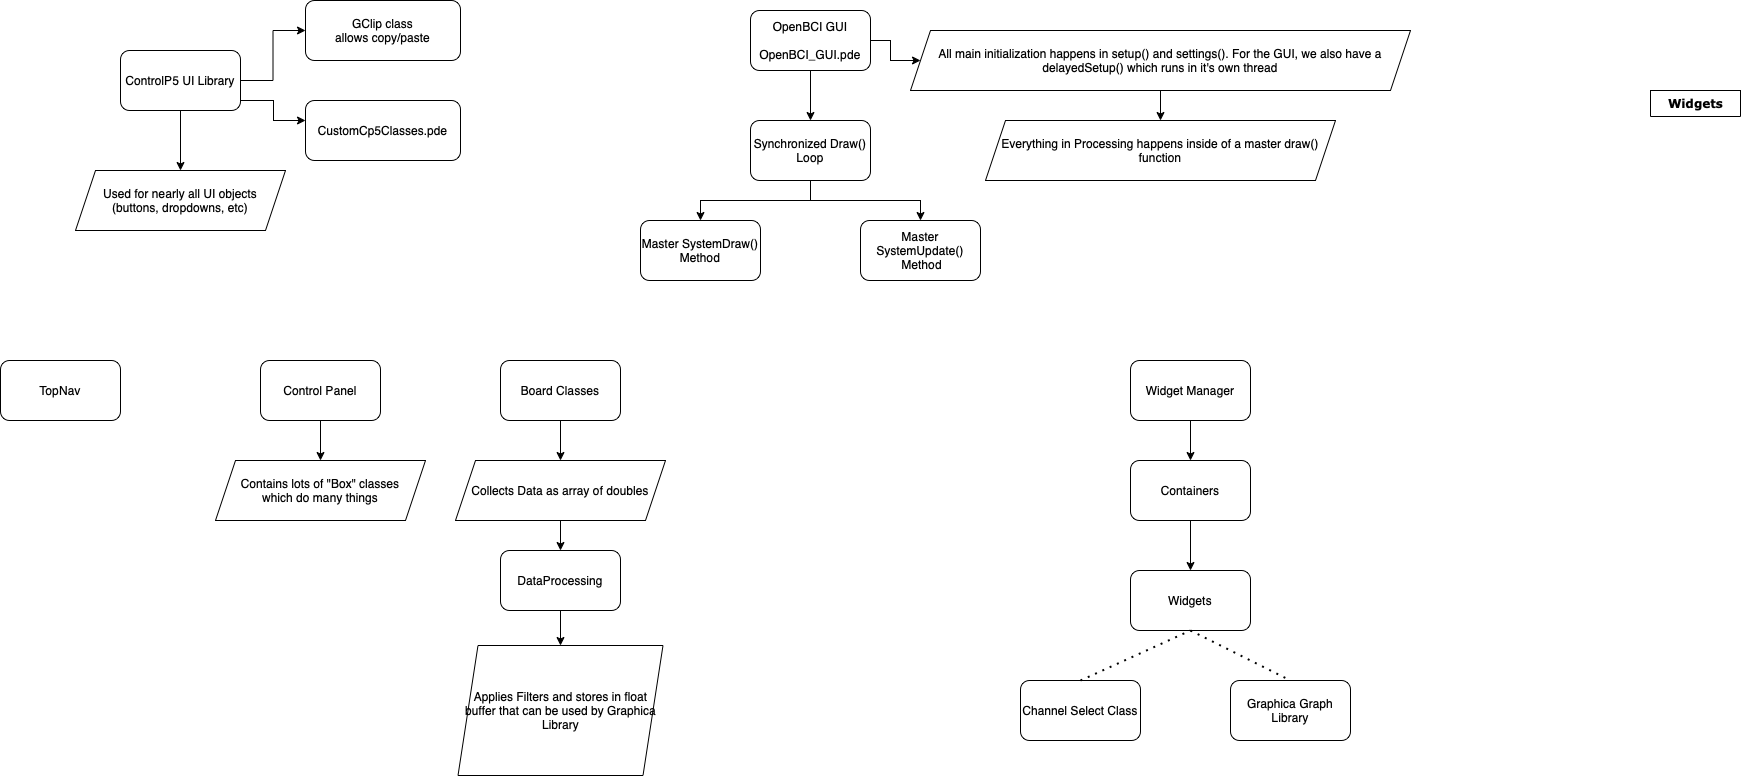 GClip class
allows copy/paste
ControlP5 UI Library
CustomCp5Classes.pde
Used for nearly all UI objects
(buttons, dropdowns, etc)
OpenBCI GUI
OpenBCI_GUI.pde
All main initialization happens in setup() and settings(). For the GUI, we also have a
delayedSetup() which runs in it's own thread
Synchronized Draw()
Loop
Everything in Processing happens inside of a master draw()
function
Master SystemDraw()
Method
Master
SystemUpdate()
Method
Widgets
TopNav
Control Panel
Contains lots of "Box" classes
which do many things
Board Classes
Collects Data as array of doubles
DataProcessing
Applies Filters and stores in float
buffer that can be used by Graphica
Library
Widget Manager
Containers
Widgets
Channel Select Class
Graphica Graph
Library